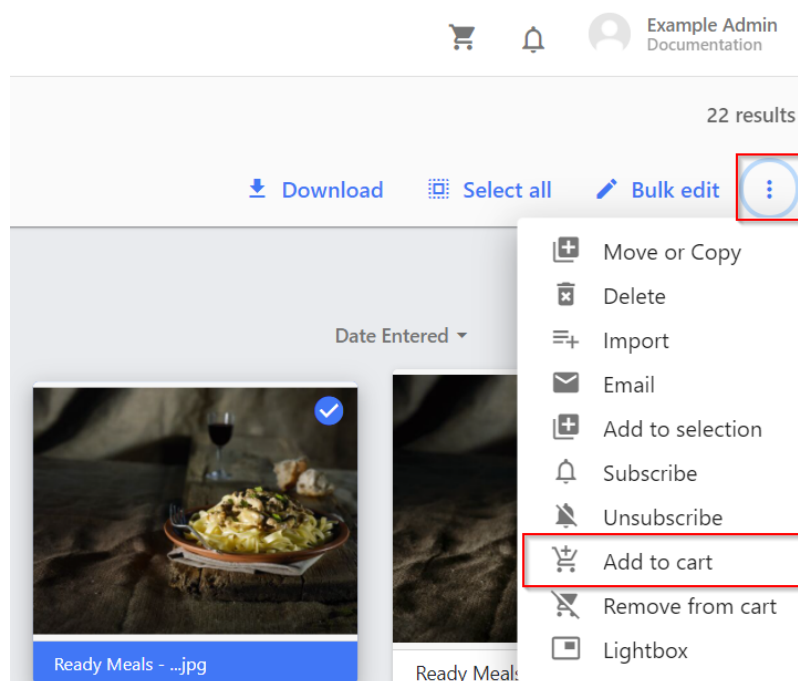 Example Admin
Documentation
22 results
Download Select all Bulk edit
Move or Copy
Delete
Import
Date Entered
Email
Add to selection
Subscribe
Unsubscribe
Add to cart
Remove from cart
Lightbox
Ready Meals - ...jpg
Ready Meals